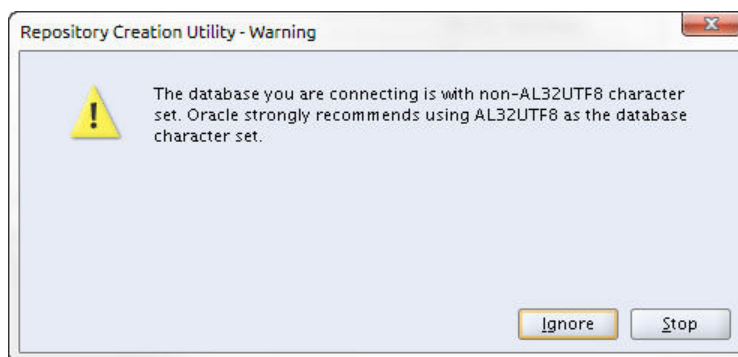 Repository Creation Utility - Warning
The database you are connecting is with non-AL32UTF8 character
set. Oracle strongly recommends using AL32UTF8 as the database
character set.
Ignore Stop